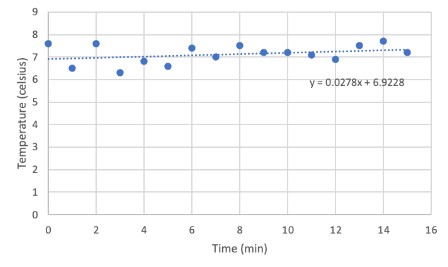 9
8
7
6
5
4
3
2
1
0
Temperature (celsius)
y = 0.0278x + 6.9228
0 2 4 6 8 10 12 14 16
Time (min)